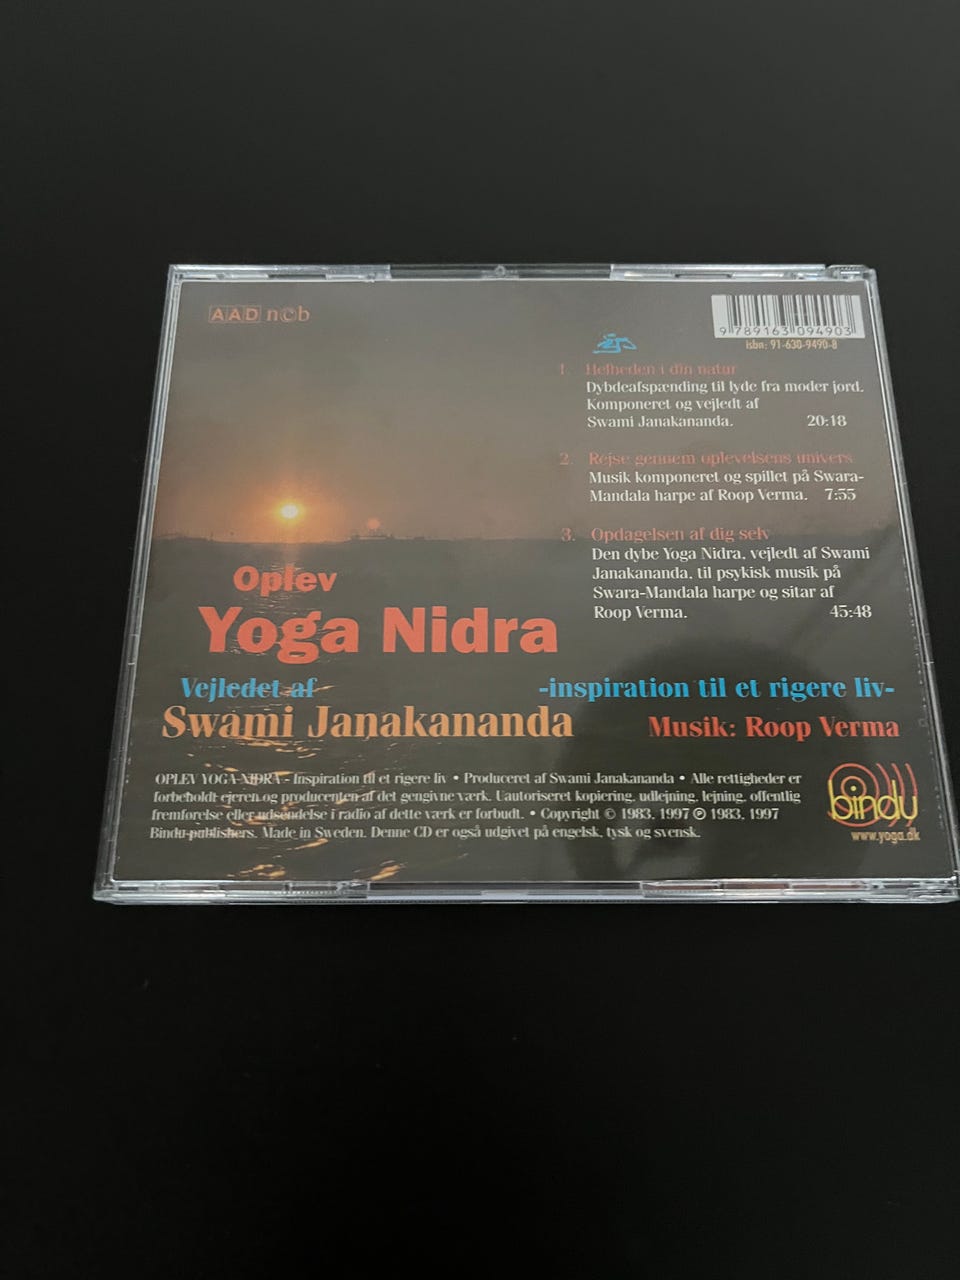 AAD n©b
9 789163 094903
isbn: 91-630-9490-8
1. Helheden i din natur
Dybdeafspænding til lyde fra moder jord.
Komponeret og vejledt af
Swami Janakananda. 20:18
2. Rejse gennem oplevelsens univers
Musik komponeret og spillet på Swara-
Mandala harpe af Roop Verma. 7:55
3. Opdagelsen af dig selv
Den dybe Yoga Nidra, vejledt af Swami
Janakananda, til psykisk musik på
Swara-Mandala harpe og sitar af
Roop Verma. 45:48
Oplev
Yoga Nidra
Vejledet af
Swami Janakananda
-inspiration til et rigere liv-
Musik: Roop Verma
OPLEV YOGA NIDRA - Inspiration til et rigere liv • Produceret af Swami Janakananda • Alle rettigheder er
forbeholdt ejeren og producenten af det gengivne værk. Uautoriseret kopiering, udlejning, lejning, offentlig
fremførelse eller udsendelse i radio af dette værk er forbudt. • Copyright © 1983, 1997 ℗ 1983, 1997
Bindu publishers. Made in Sweden. Denne CD er også udgivet på engelsk, tysk og svensk.
bindu
www.yoga.dk